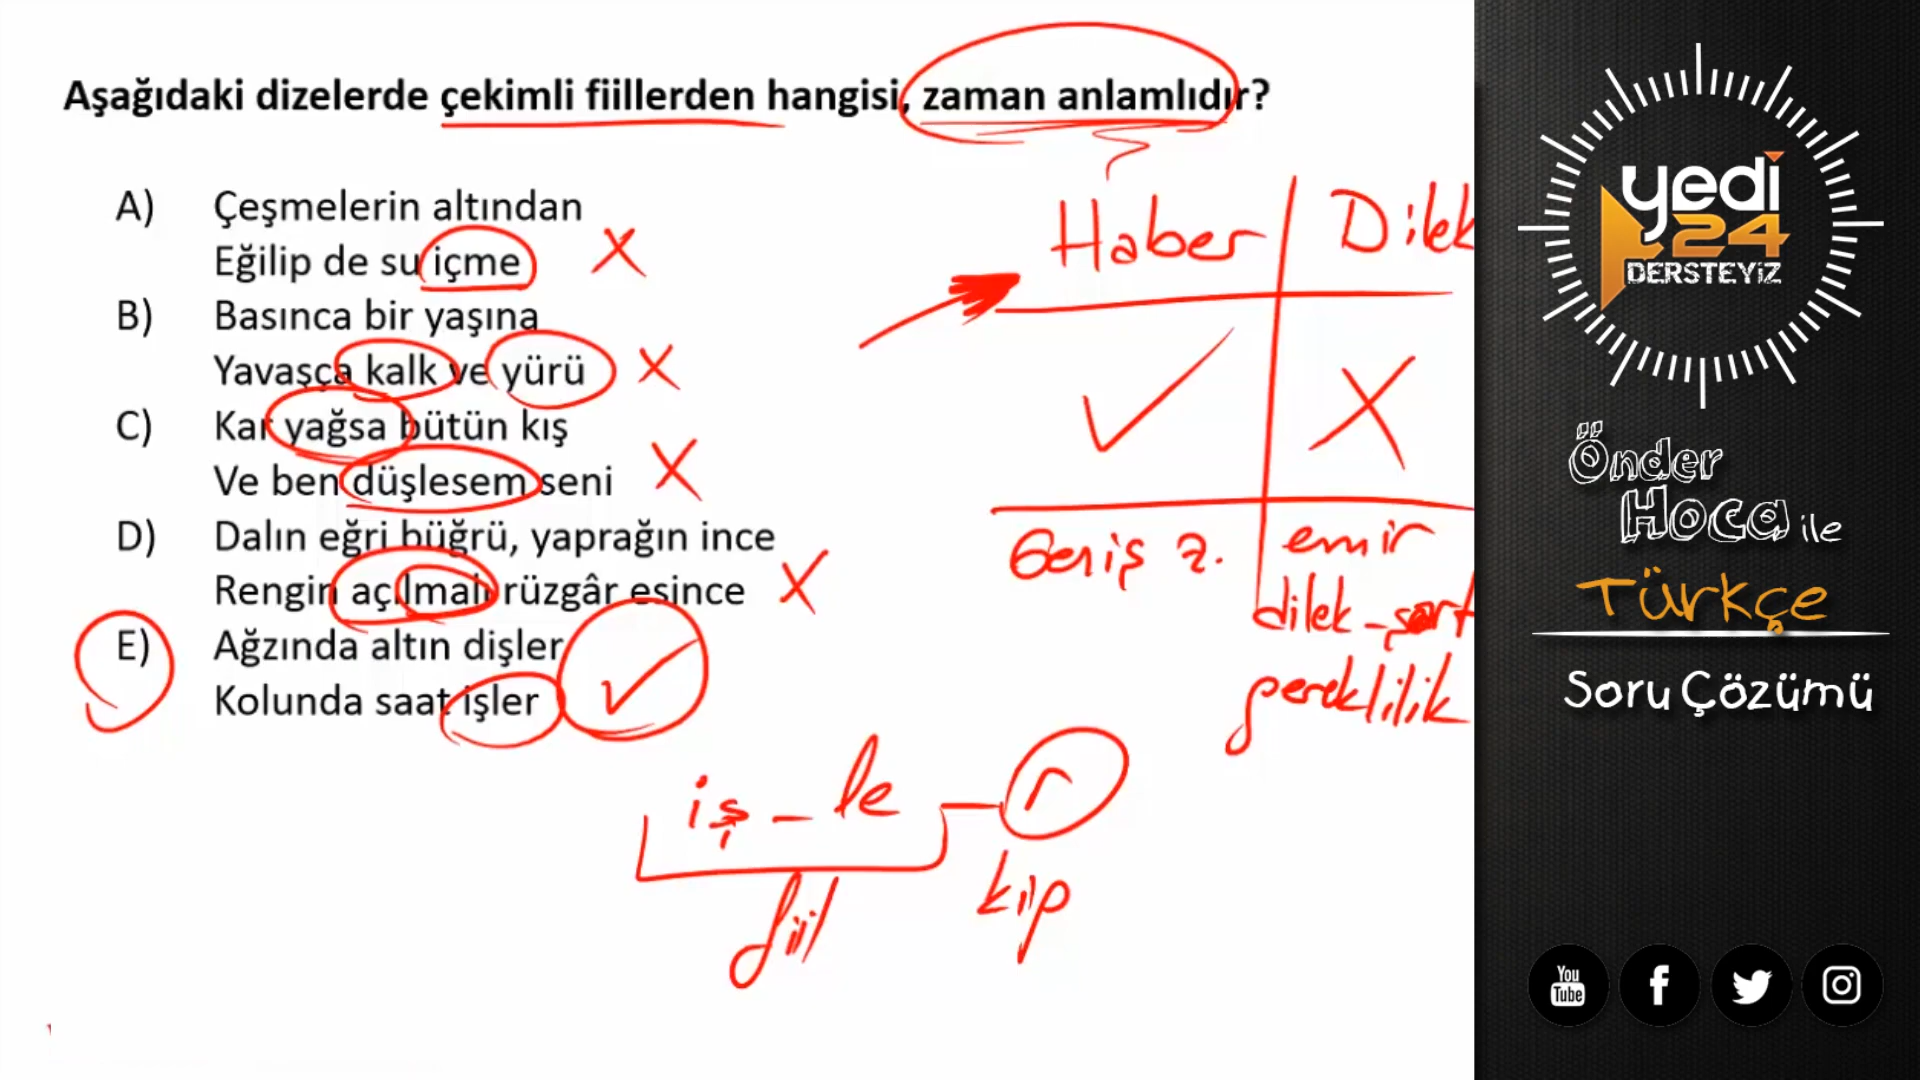 Aşağıdaki dizelerde çekimli fiillerden hangisi, zaman anlamlıdır?
A) Çeşmelerin altından
Eğilip de su içme
B) Basınca bir yaşına
Yavaşça kalk ve yürü
C) Kar yağsa bütün kış
Ve ben düşlesem seni
D) Dalın eğri büğrü, yaprağın ince
Rengin açılmalı rüzgâr esince
E) Ağzında altın dişler
Kolunda saat işler
Haber Dilek
Geniş z. emir
dilek-şart
gereklilik
iş-le-r
fiil kip
yedi
24
DERSTEYİZ
Önder
Hoca ile
Türkçe
Soru Çözümü
You
Tube